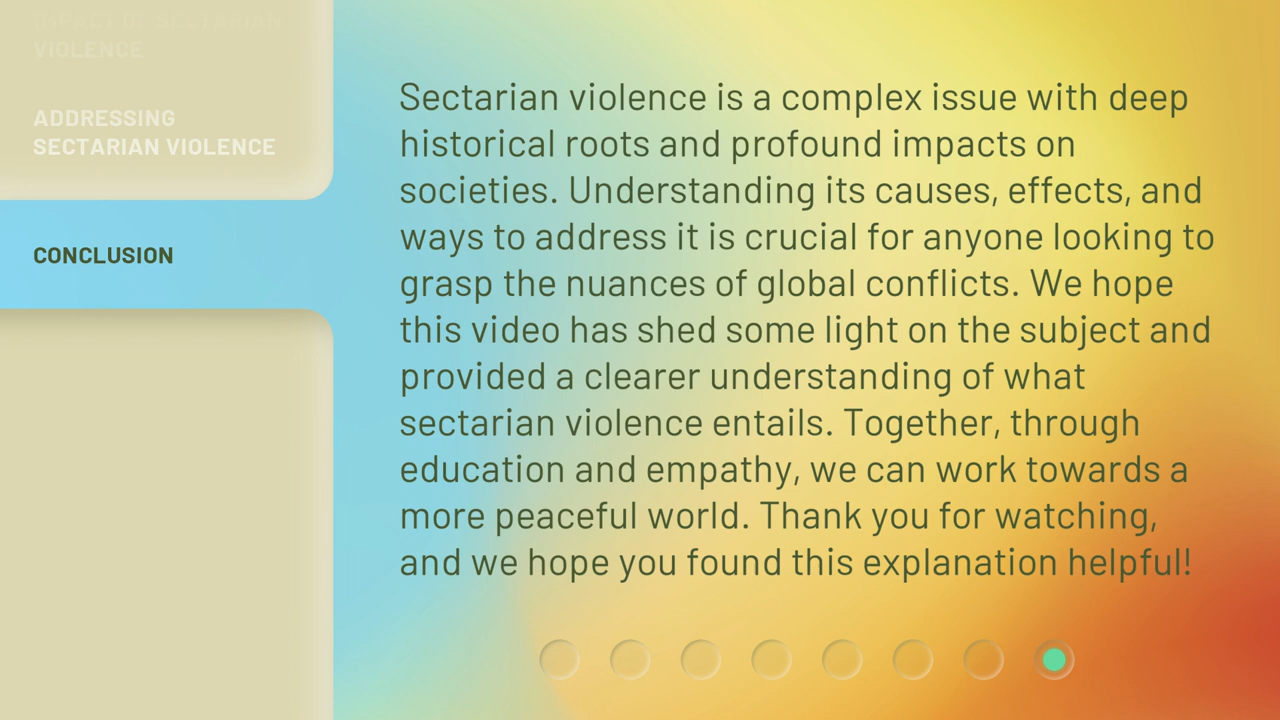 IMPACT OF SECTARIAN
VIOLENCE
ADDRESSING
SECTARIAN VIOLENCE
CONCLUSION
Sectarian violence is a complex issue with deep
historical roots and profound impacts on
societies. Understanding its causes, effects, and
ways to address it is crucial for anyone looking to
grasp the nuances of global conflicts. We hope
this video has shed some light on the subject and
provided a clearer understanding of what
sectarian violence entails. Together, through
education and empathy, we can work towards a
more peaceful world. Thank you for watching,
and we hope you found this explanation helpful!